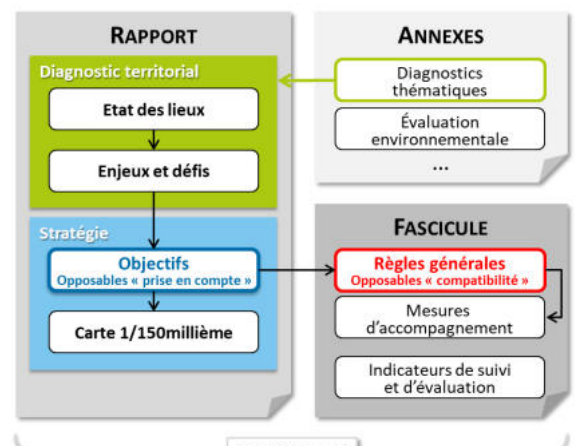 RAPPORT
Diagnostic territorial
Etat des lieux
Enjeux et défis
Stratégie
Objectifs
Opposables « prise en compte »
Carte 1/150millième
ANNEXES
Diagnostics
thématiques
Évaluation
environnementale
...
FASCICULE
Règles générales
Opposables « compatibilité »
Mesures
d’accompagnement
Indicateurs de suivi
et d’évaluation